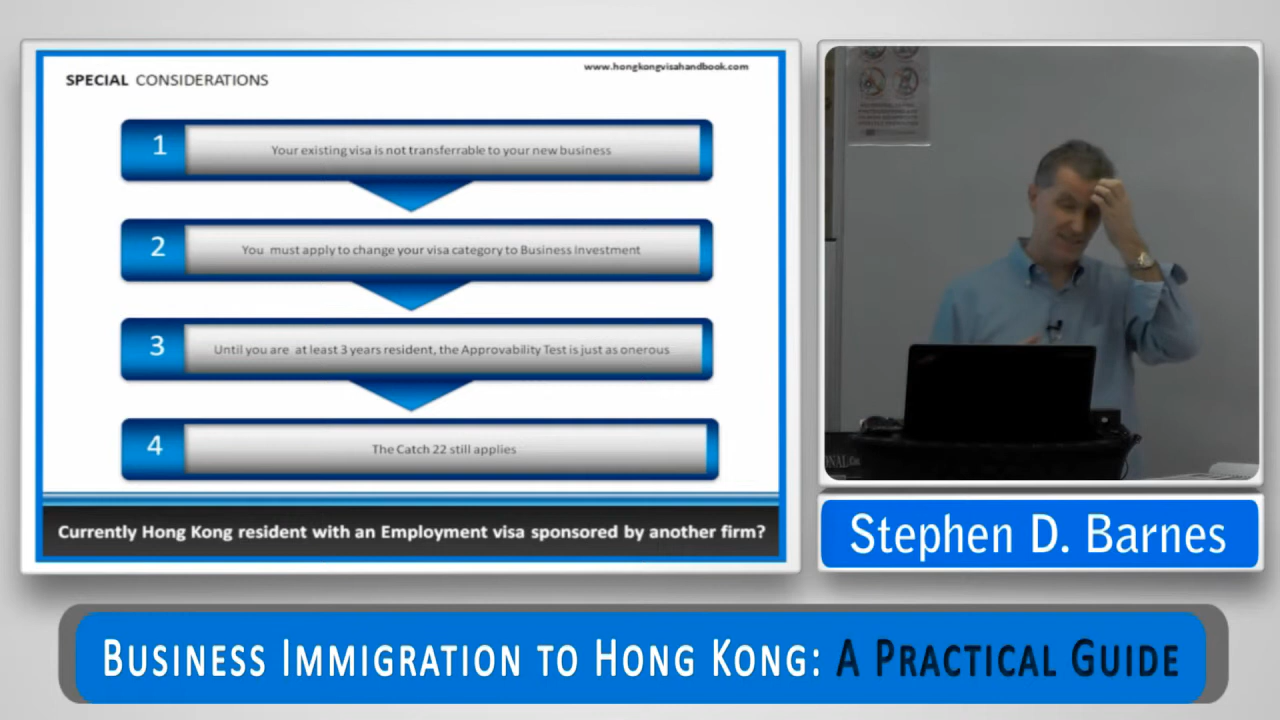 www.hongkongvisahandbook.com
SPECIAL CONSIDERATIONS
1
Your existing visa is not transferrable to your new business
2
You must apply to change your visa category to Business Investment
3
Until you are at least 3 years resident, the Approvability Test is just as onerous
4
The Catch 22 still applies
Currently Hong Kong resident with an Employment visa sponsored by another firm?
Stephen D. Barnes
BUSINESS IMMIGRATION TO HONG KONG: A PRACTICAL GUIDE